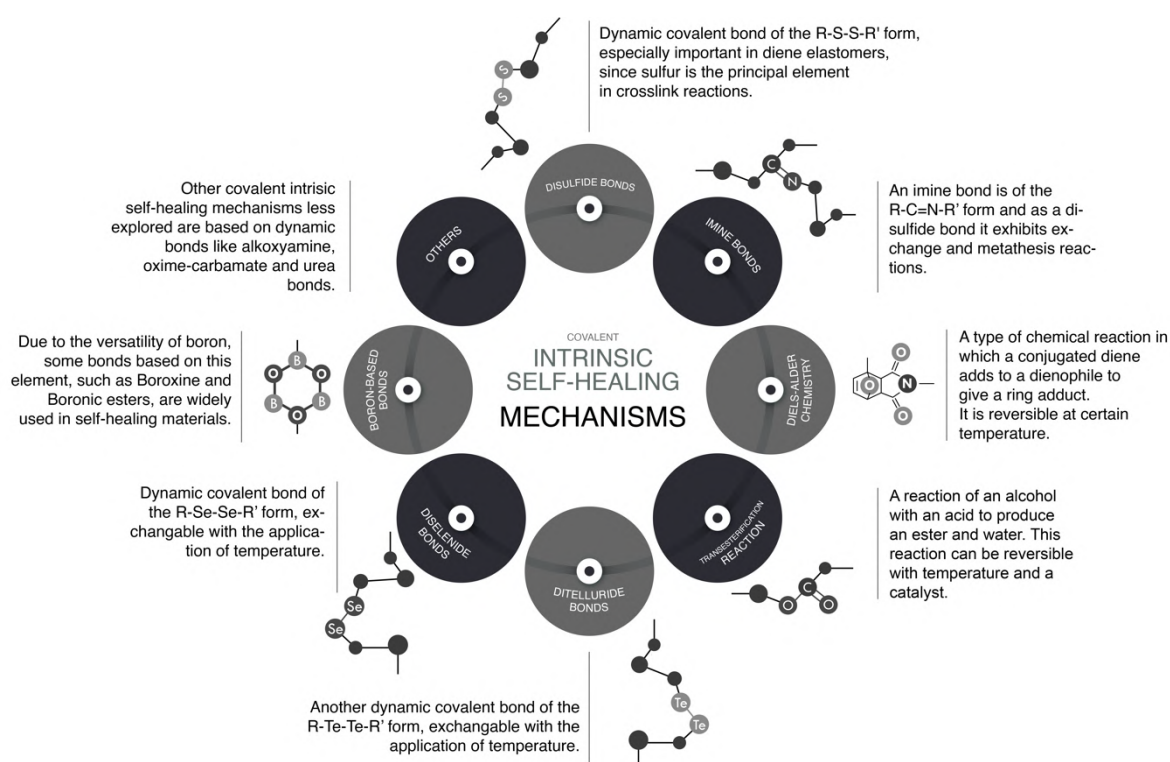 Dynamic covalent bond of the R-S-S-R' form,
especially important in diene elastomers,
since sulfur is the principal element
in crosslink reactions.
S
S
DISULFIDE BONDS
C
N
IMINE BONDS
An imine bond is of the
R-C=N-R' form and as a di-
sulfide bond it exhibits ex-
change and metathesis reac-
tions.
Other covalent intrisic
self-healing mechanisms less
explored are based on dynamic
bonds like alkoxyamine,
oxime-carbamate and urea
bonds.
OTHERS
COVALENT
INTRINSIC
SELF-HEALING
MECHANISMS
DIELS-ALDER
CHEMISTRY
O
O
N
O
A type of chemical reaction in
which a conjugated diene
adds to a dienophile to
give a ring adduct.
It is reversible at certain
temperature.
Due to the versatility of boron,
some bonds based on this
element, such as Boroxine and
Boronic esters, are widely
used in self-healing materials.
B
O
O
B
B
O
BORON-BASED
BONDS
TRANSESTERIFICATION
REACTION
A reaction of an alcohol
with an acid to produce
an ester and water. This
reaction can be reversible
with temperature and a
catalyst.
C
O
O
Dynamic covalent bond of
the R-Se-Se-R' form, ex-
changable with the applica-
tion of temperature.
DISELENIDE
BONDS
Se
Se
DITELLURIDE
BONDS
Another dynamic covalent bond of the
R-Te-Te-R' form, exchangable with the
application of temperature.
Te
Te